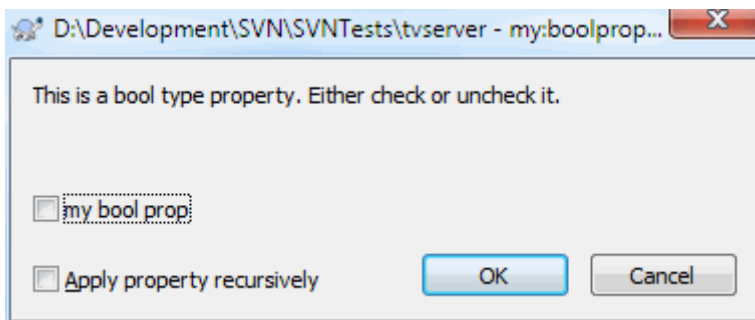 D:\Development\SVN\SVNTests\tvserver - my:boolprop...
This is a bool type property. Either check or uncheck it.
my bool prop
Apply property recursively
OK
Cancel